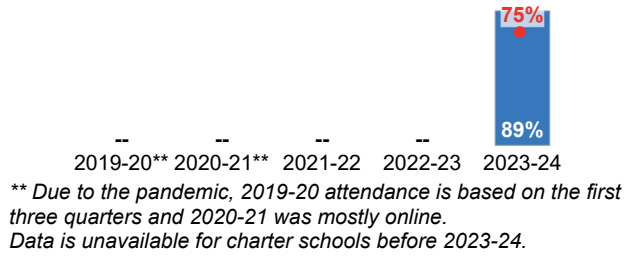 75%
89%
-- -- -- --
2019-20** 2020-21** 2021-22 2022-23 2023-24
** Due to the pandemic, 2019-20 attendance is based on the first
three quarters and 2020-21 was mostly online.
Data is unavailable for charter schools before 2023-24.